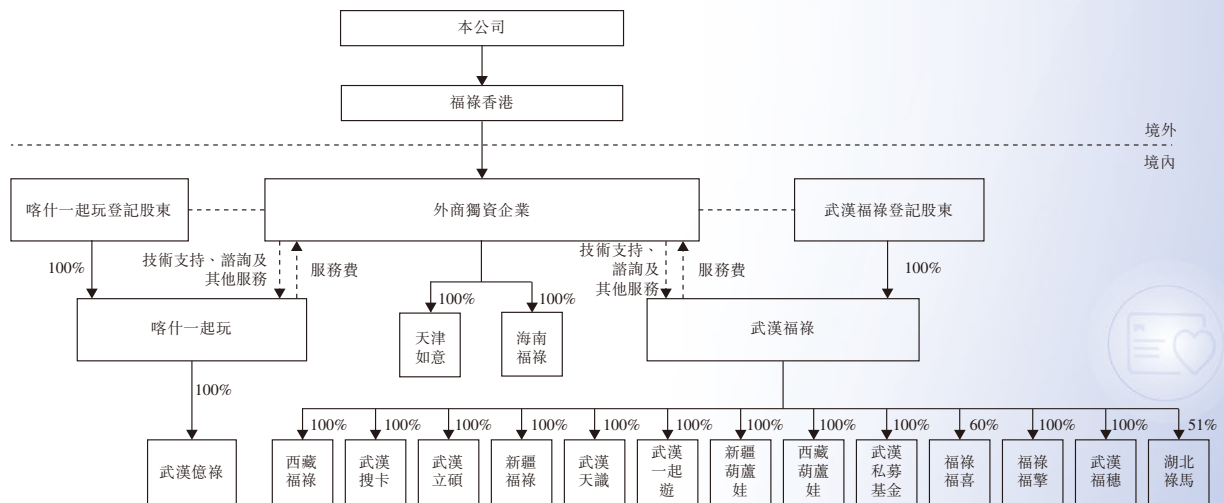 本公司
福祿香港
境外
境內
喀什一起玩登記股東
外商獨資企業
武漢福祿登記股東
100%
技術支持、諮詢及
其他服務
服務費
技術支持、
諮詢及
其他服務
服務費
100%
100%
100%
喀什一起玩
天津
如意
海南
福祿
武漢福祿
100%
100%
100%
100%
100%
100%
100%
100%
100%
100%
60%
100%
100%
51%
武漢億祿
西藏
福祿
武漢
搜卡
武漢
立碩
新疆
福祿
武漢
天識
武漢
一起
遊
新疆
葫蘆
娃
西藏
葫蘆
娃
武漢
私募
基金
福祿
福喜
福祿
福擎
武漢
福穗
湖北
祿馬